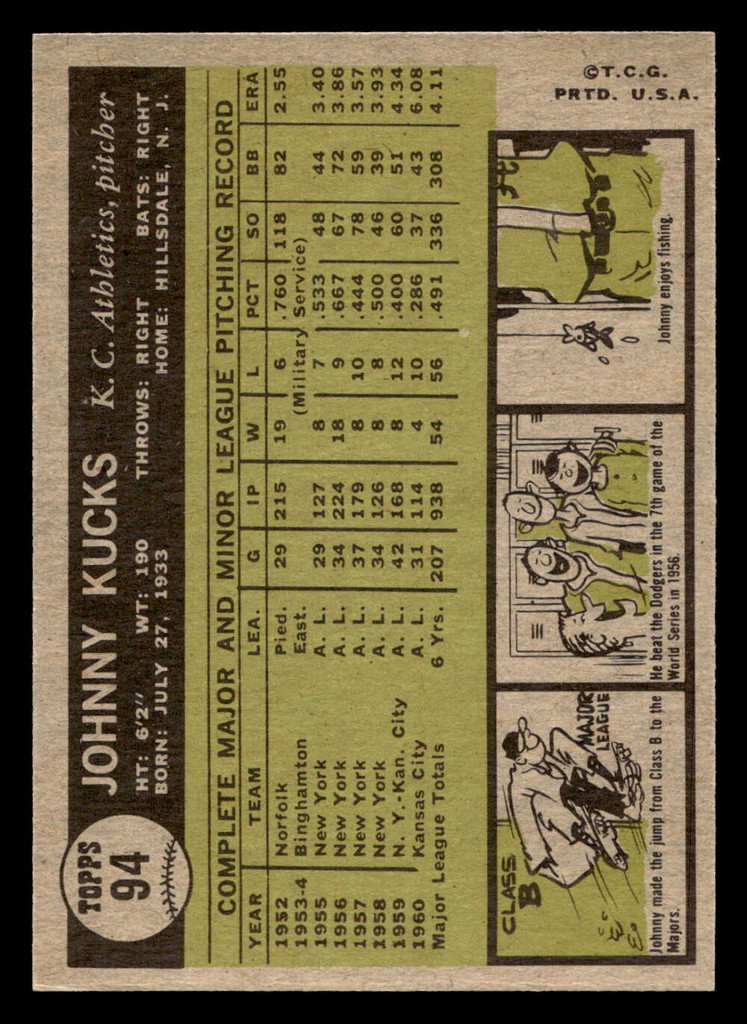 TOPPS
94
JOHNNY KUCKS K. C. Athletics, pitcher
HT: 6'2" WT: 190 THROWS: RIGHT BATS: RIGHT
BORN: JULY 27, 1933 HOME: HILLSDALE, N. J.
COMPLETE MAJOR AND MINOR LEAGUE PITCHING RECORD
YEAR TEAM LEA. G IP W L PCT SO BB ERA
1952 Norfolk Pied. 29 215 19 6 .760 118 82 2.55
1953-4 Binghamton East. (Military Service)
1955 New York A. L. 29 127 8 7 .533 48 44 3.40
1956 New York A. L. 34 224 18 9 .667 67 72 3.86
1957 New York A. L. 37 179 8 10 .444 78 59 3.57
1958 New York A. L. 34 126 8 8 .500 46 39 3.93
1959 N. Y.-Kan. City A. L. 42 168 8 12 .400 60 51 4.34
1960 Kansas City A. L. 31 114 4 10 .286 37 43 6.08
Major League Totals 6 Yrs. 207 938 54 56 .491 336 308 4.11
CLASS
B
MAJOR
LEAGUE
Johnny made the jump from Class B to the
Majors.
He beat the Dodgers in the 7th game of the
World Series in 1956.
Johnny enjoys fishing.
©T.C.G.
PRTD. U.S.A.